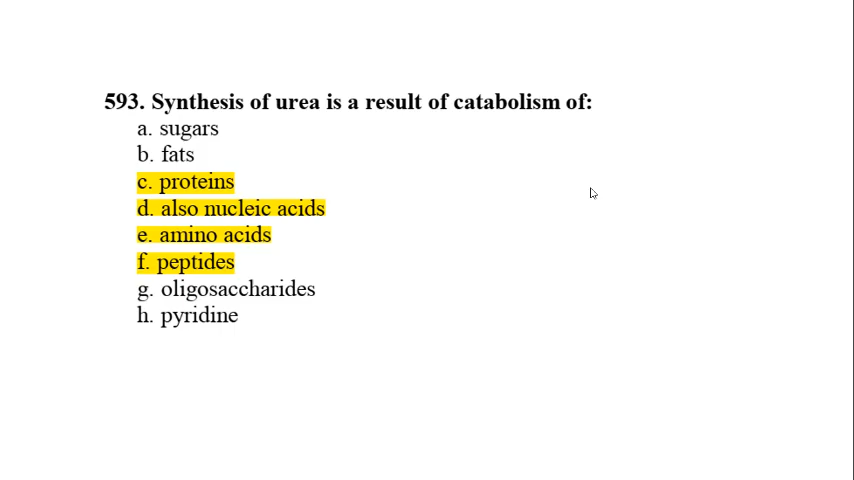 593. Synthesis of urea is a result of catabolism of:
a. sugars
b. fats
c. proteins
d. also nucleic acids
e. amino acids
f. peptides
g. oligosaccharides
h. pyridine